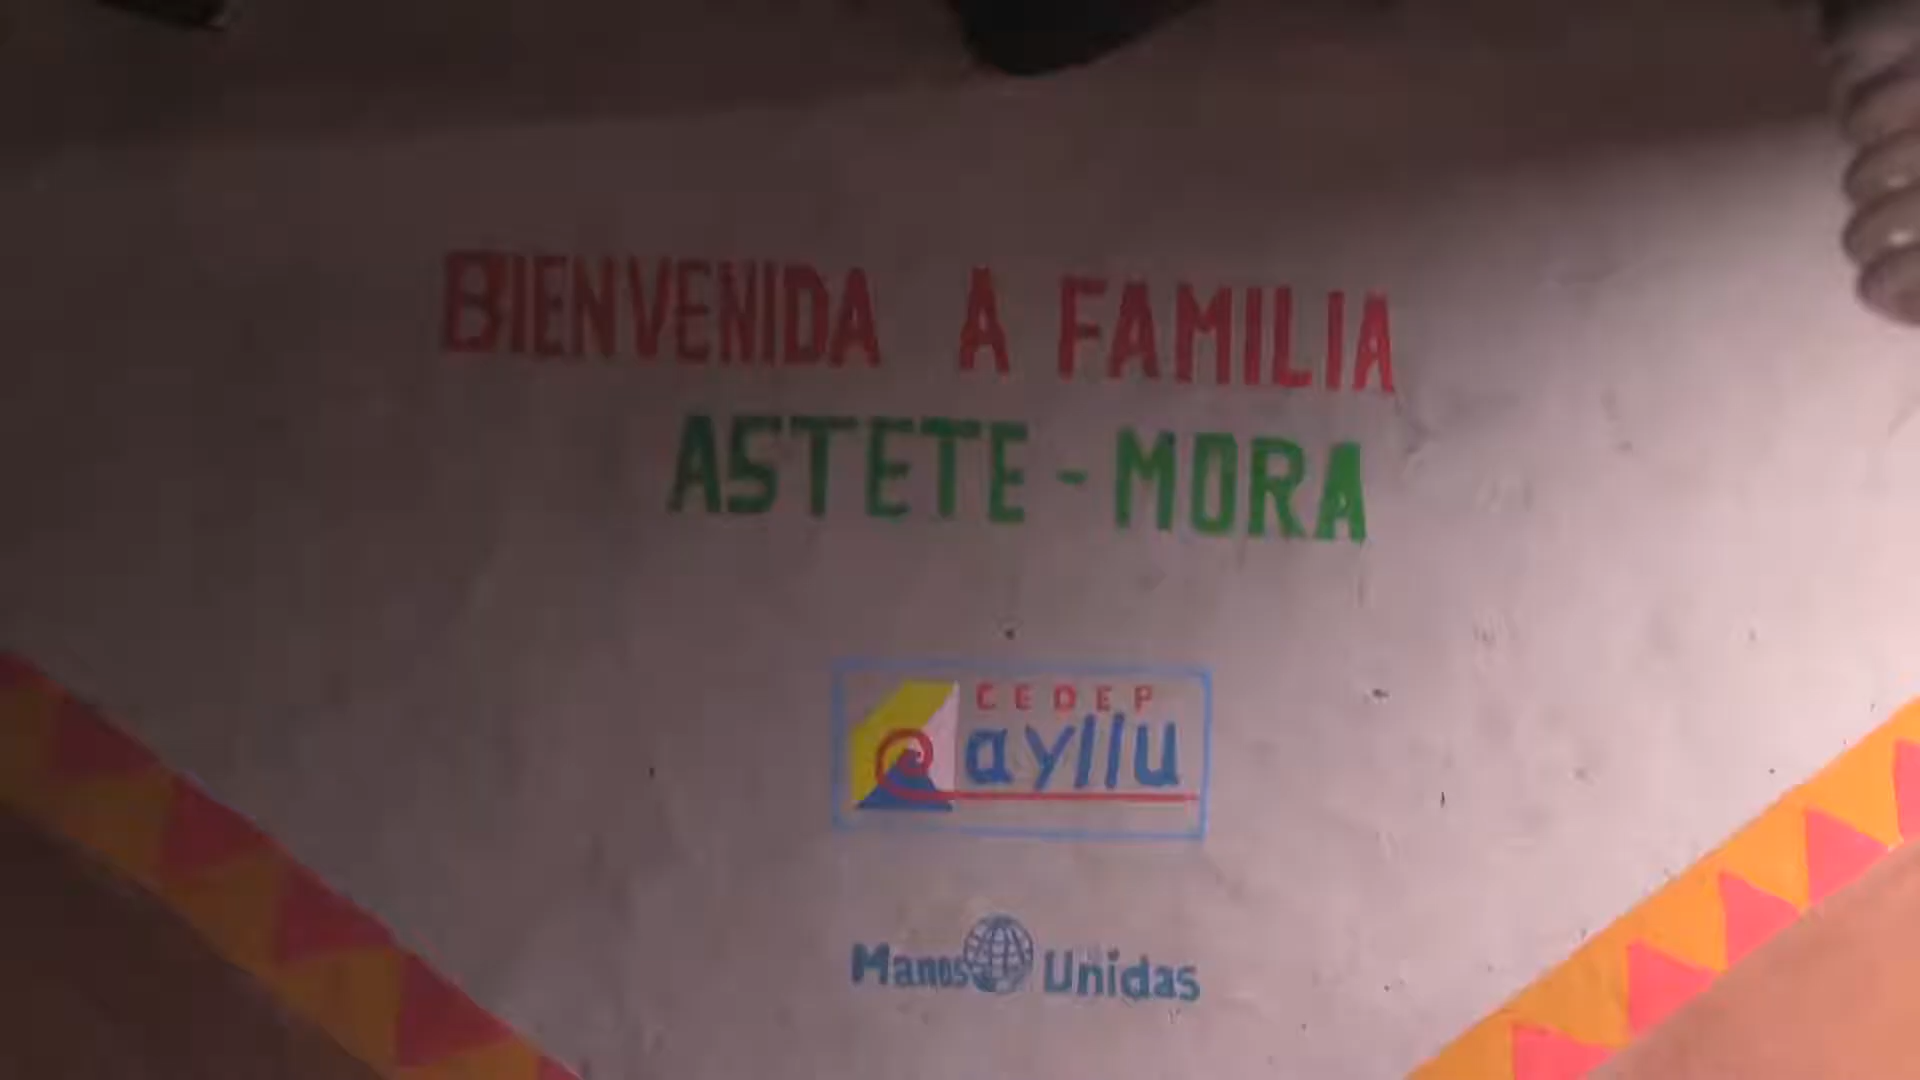 BIENVENIDA A FAMILIA
ASTETE - MORA
CEDEP
ayllu
Manos Unidas